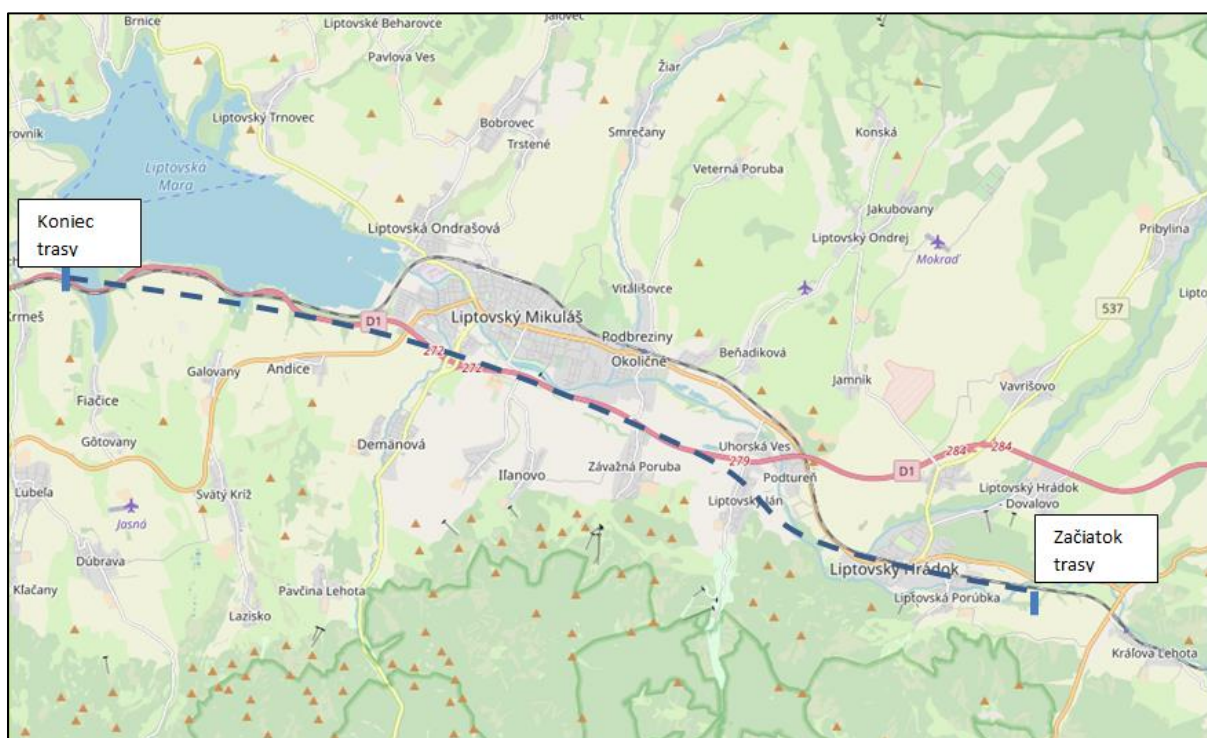 Brnice
Liptovské Beharovce
Jalovec
Pavlova Ves
Žiar
Liptovský Trnovec
Bobrovec
Trstené
Smrečany
Konská
Liptovská
Mara
Veterná Poruba
Koniec
trasy
Jakubovany
Pribylina
Liptovská Ondrašová
Liptovský Ondrej
Mokraď
Vitálišovce
537
D1
Liptovský Mikuláš
Podbreziny
272
272
Okoličné
Beňadiková
Galovany
Andice
Jamník
Vavrišovo
Fiačice
Demänová
Gôtovany
Uhorská Ves
284
284
279
D1
Iľanovo
Závažná Poruba
Podtureň
Liptovský Hrádok
- Dovalovo
Ľubeľa
Svätý Kríž
Liptovský Ján
Jasná
Začiatok
trasy
Dúbrava
Liptovský Hrádok
Klačany
Pavčina Lehota
Liptovská Porúbka
Lazisko
Kráľova Lehota